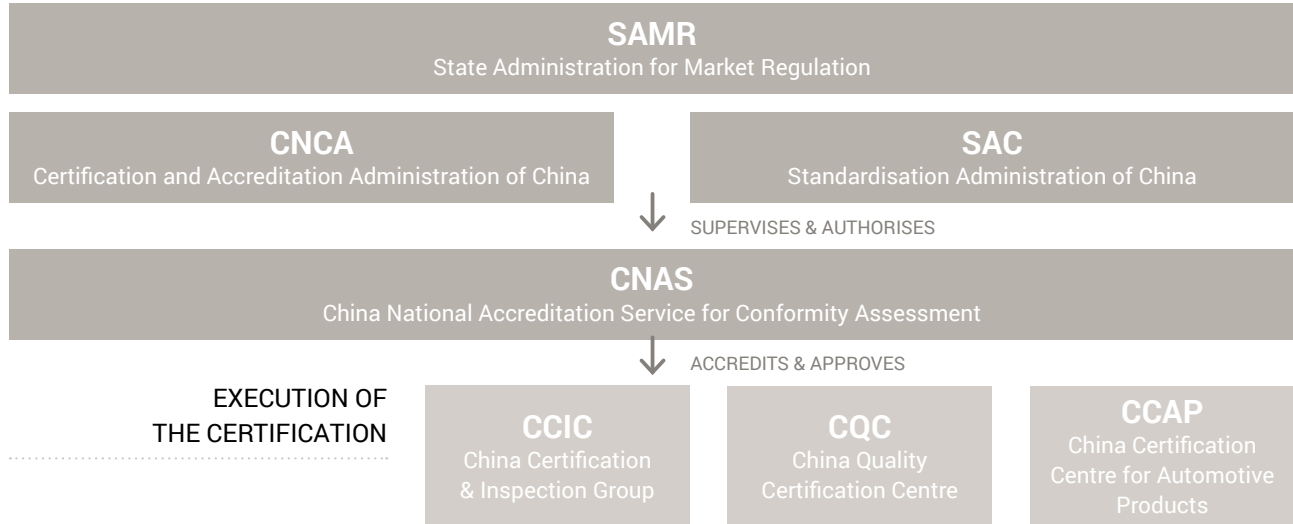 SAMR
State Administration for Market Regulation
CNCA
Certification and Accreditation Administration of China
SAC
Standardisation Administration of China
SUPERVISES & AUTHORISES
CNAS
China National Accreditation Service for Conformity Assessment
ACCREDITS & APPROVES
EXECUTION OF
THE CERTIFICATION
CCIC
China Certification
& Inspection Group
CQC
China Quality
Certification Centre
CCAP
China Certification
Centre for Automotive
Products